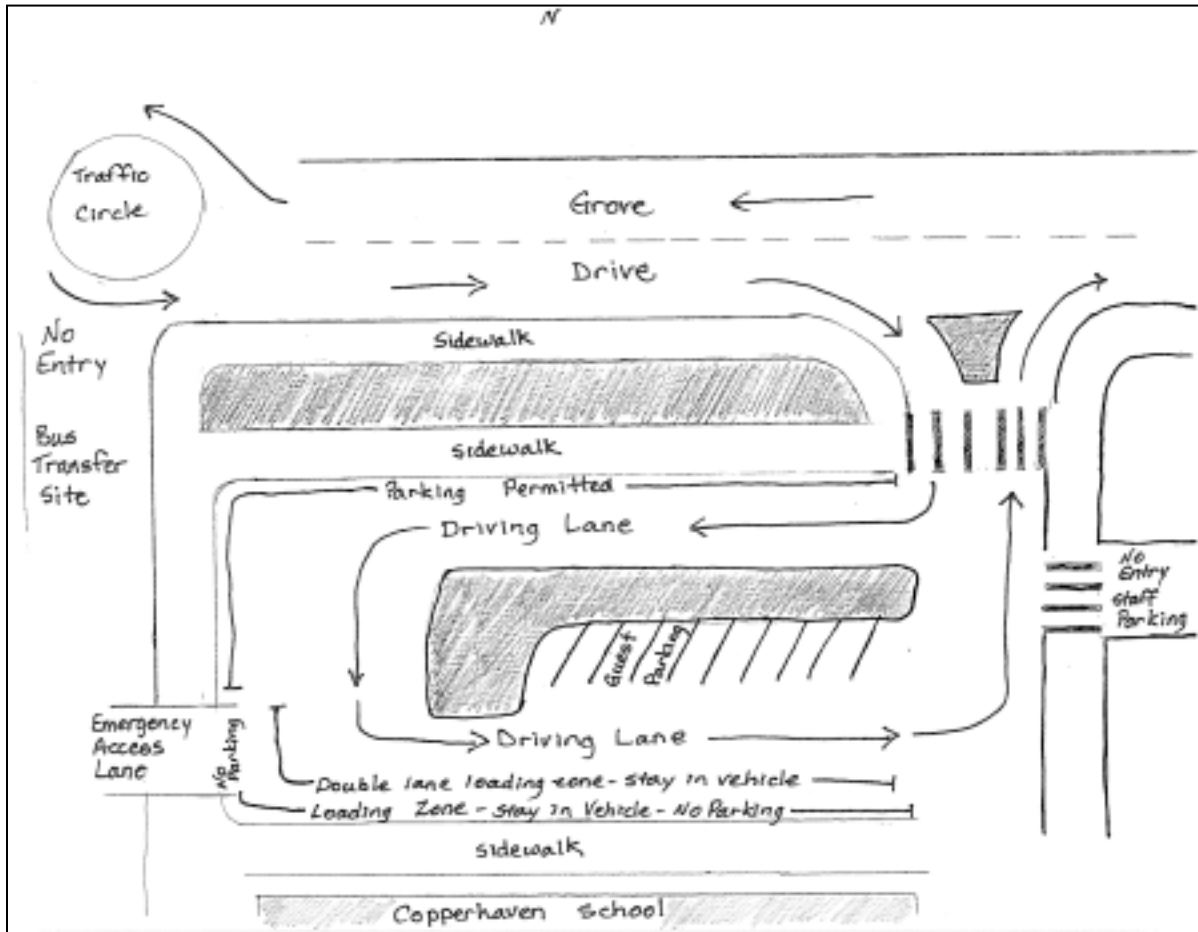 N
Traffic
Circle
Grove
Drive
No
Entry
Sidewalk
Bus
Transfer
Site
Sidewalk
Parking Permitted
Driving Lane
No
Entry
Staff
Parking
Guest
Parking
Emergency
Access
Lane
No Parking
Driving Lane
Double lane loading zone - stay in vehicle
Loading Zone - Stay in Vehicle - No Parking
Sidewalk
Copperhaven School